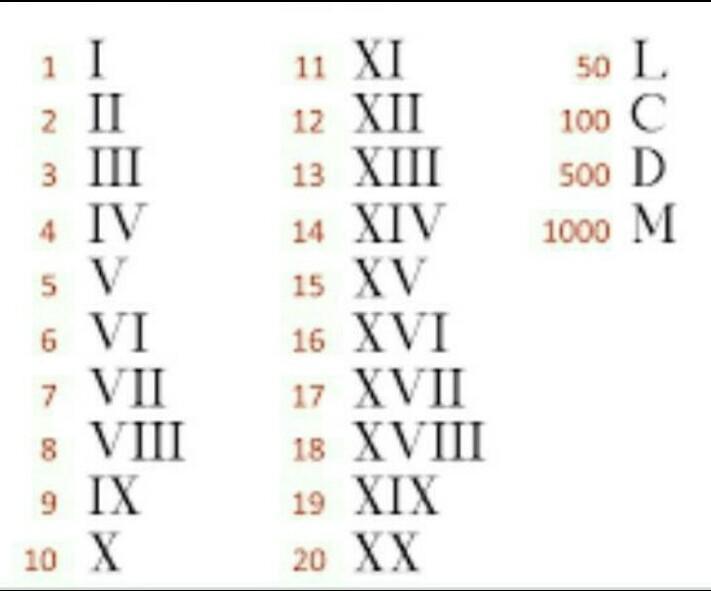 1 I 11 XI 50 L
2 II 12 XII 100 C
3 III 13 XIII 500 D
4 IV 14 XIV 1000 M
5 V 15 XV
6 VI 16 XVI
7 VII 17 XVII
8 VIII 18 XVIII
9 IX 19 XIX
10 X 20 XX